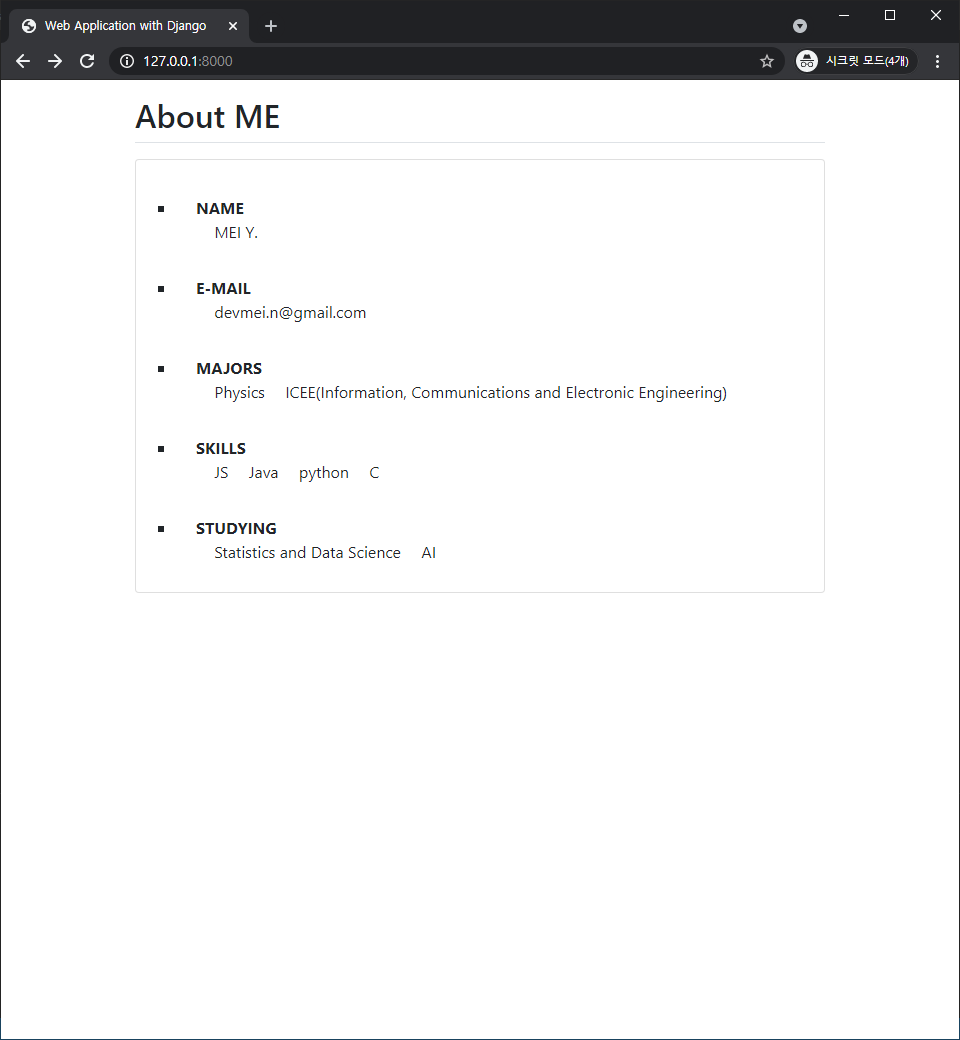 Web Application with Django
127.0.0.1:8000
시크릿 모드(4개)
About ME
NAME
MEI Y.
E-MAIL
devmei.n@gmail.com
MAJORS
Physics ICEE(Information, Communications and Electronic Engineering)
SKILLS
JS Java python C
STUDYING
Statistics and Data Science AI